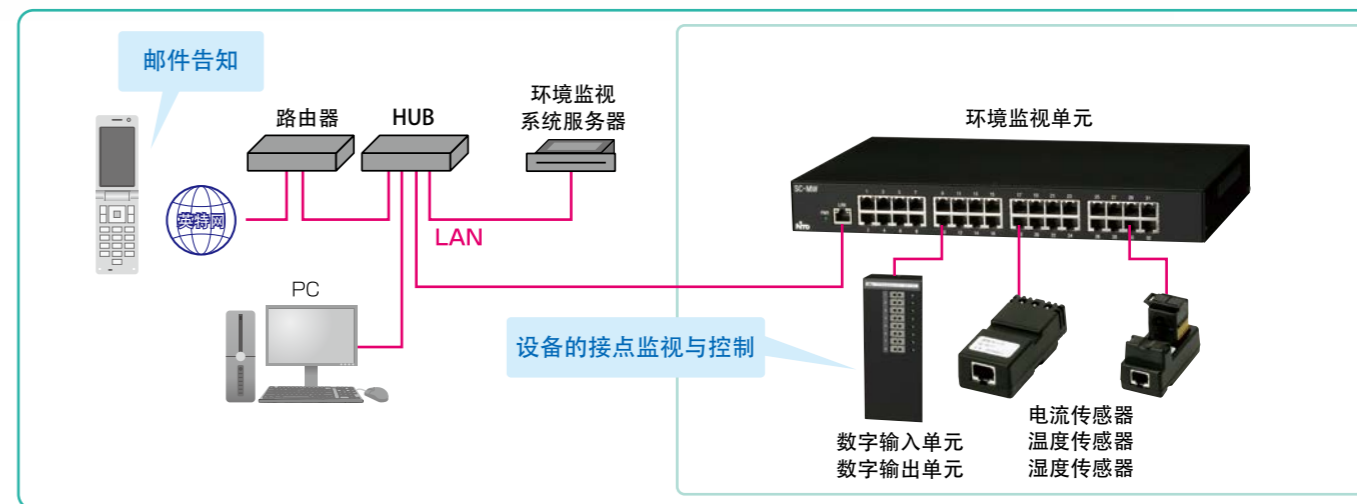 邮件告知
路由器
HUB
环境监视
系统服务器
英特网
LAN
PC
环境监视单元
SC-MW
LAN
设备的接点监视与控制
数字输入单元
数字输出单元
电流传感器
温度传感器
湿度传感器